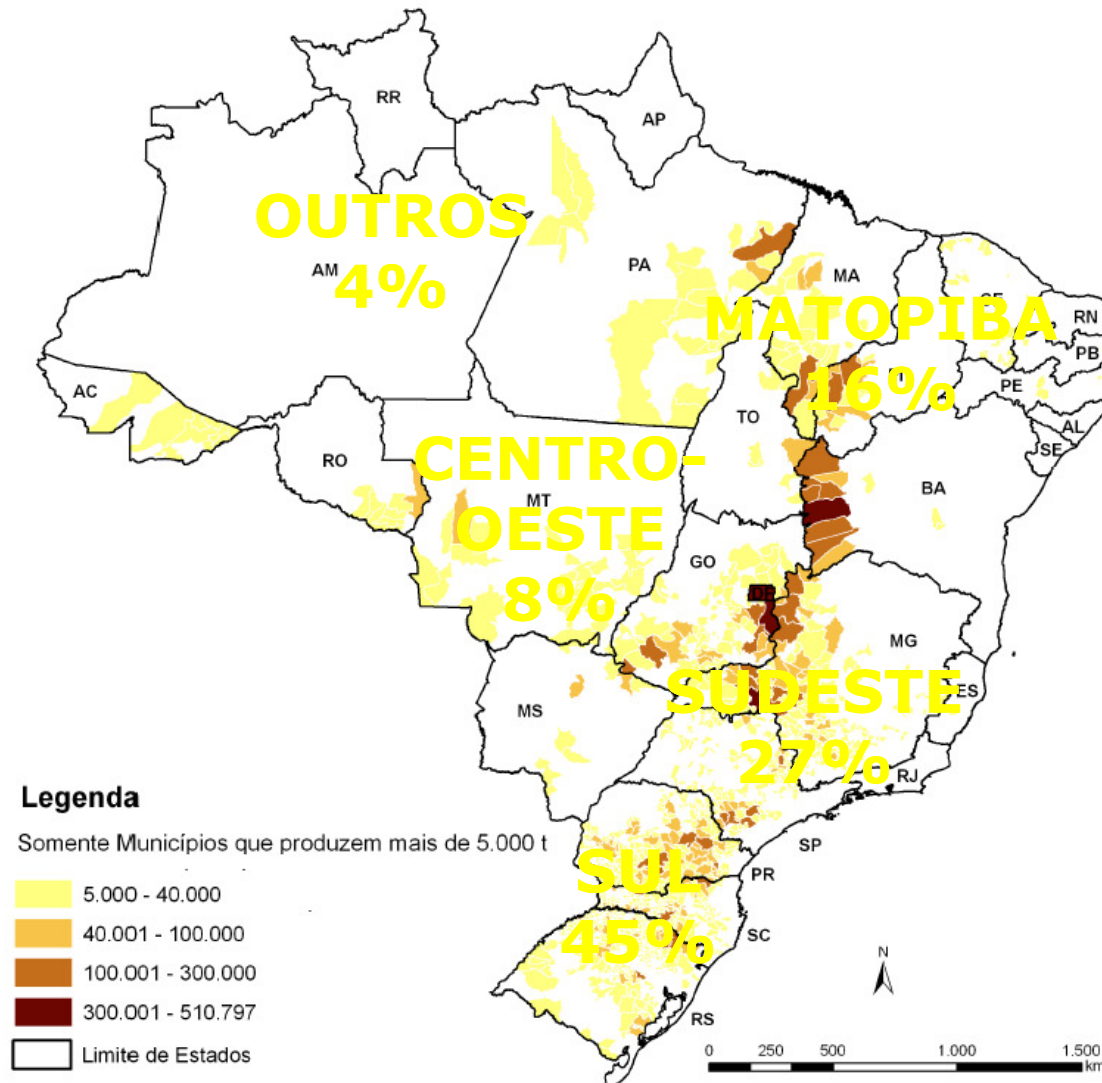 RR
AP
OUTROS
4%
AM
PA
MA
CE
RN
PB
MATOPIBA
16%
PI
PE
AL
SE
AC
TO
RO
BA
CENTRO-
OESTE
8%
MT
GO
DF
MG
ES
SUDESTE
27%
MS
RJ
SP
SUL
45%
PR
SC
RS
Legenda
Somente Municípios que produzem mais de 5.000 t
5.000 - 40.000
40.001 - 100.000
100.001 - 300.000
300.001 - 510.797
Limite de Estados
N
0 250 500 1.000 1.500
km